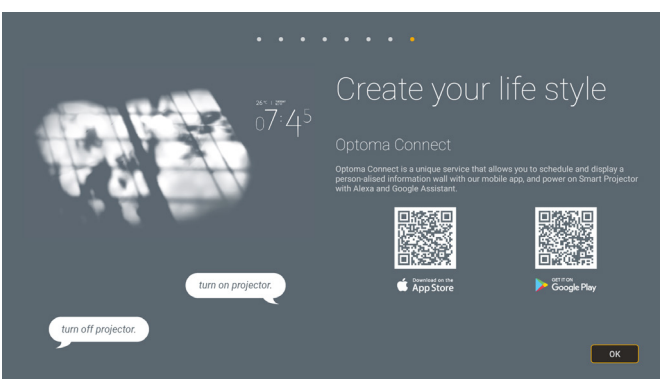 Create your life style
07:45
Optoma Connect
Optoma Connect is a unique service that allows you to schedule and display a
person-alised information wall with our mobile app, and power on Smart Projector
with Alexa and Google Assistant.
Download on the
App Store
GET IT ON
Google Play
turn on projector.
turn off projector.
OK